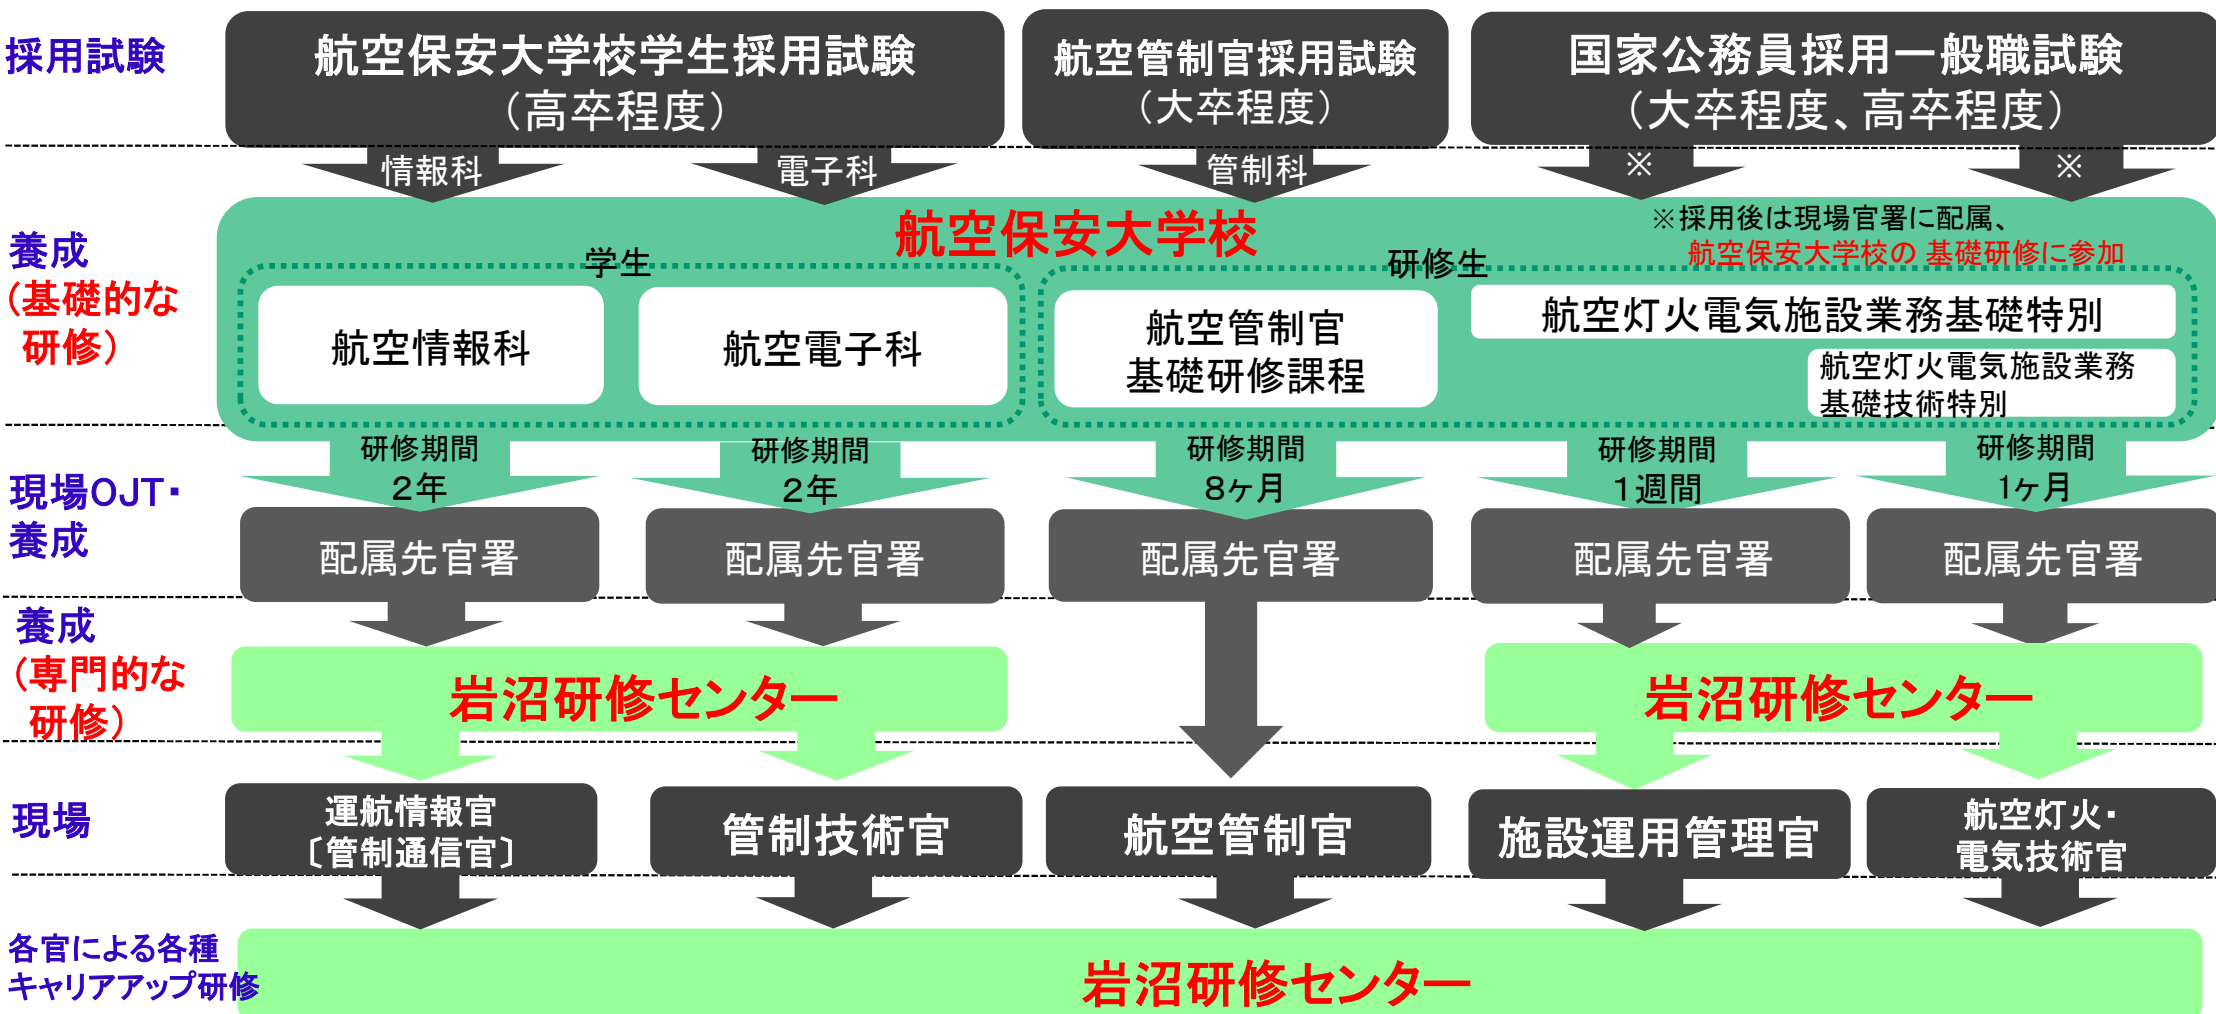 採用試験
航空保安大学校学生採用試験
（高卒程度）
航空管制官採用試験
（大卒程度）
国家公務員採用一般職試験
（大卒程度、高卒程度）
情報科
電子科
管制科
※
※
養成
（基礎的な
研修）
航空保安大学校
※採用後は現場官署に配属、
航空保安大学校の 基礎研修に参加
学生
研修生
航空情報科
航空電子科
航空管制官
基礎研修課程
航空灯火電気施設業務基礎特別
航空灯火電気施設業務
基礎技術特別
現場OJT・
養成
研修期間
2年
研修期間
2年
研修期間
8ヶ月
研修期間
1週間
研修期間
1ヶ月
配属先官署
配属先官署
配属先官署
配属先官署
配属先官署
養成
（専門的な
研修）
岩沼研修センター
岩沼研修センター
現場
運航情報官
〔管制通信官〕
管制技術官
航空管制官
施設運用管理官
航空灯火・
電気技術官
各官による各種
キャリアアップ研修
岩沼研修センター